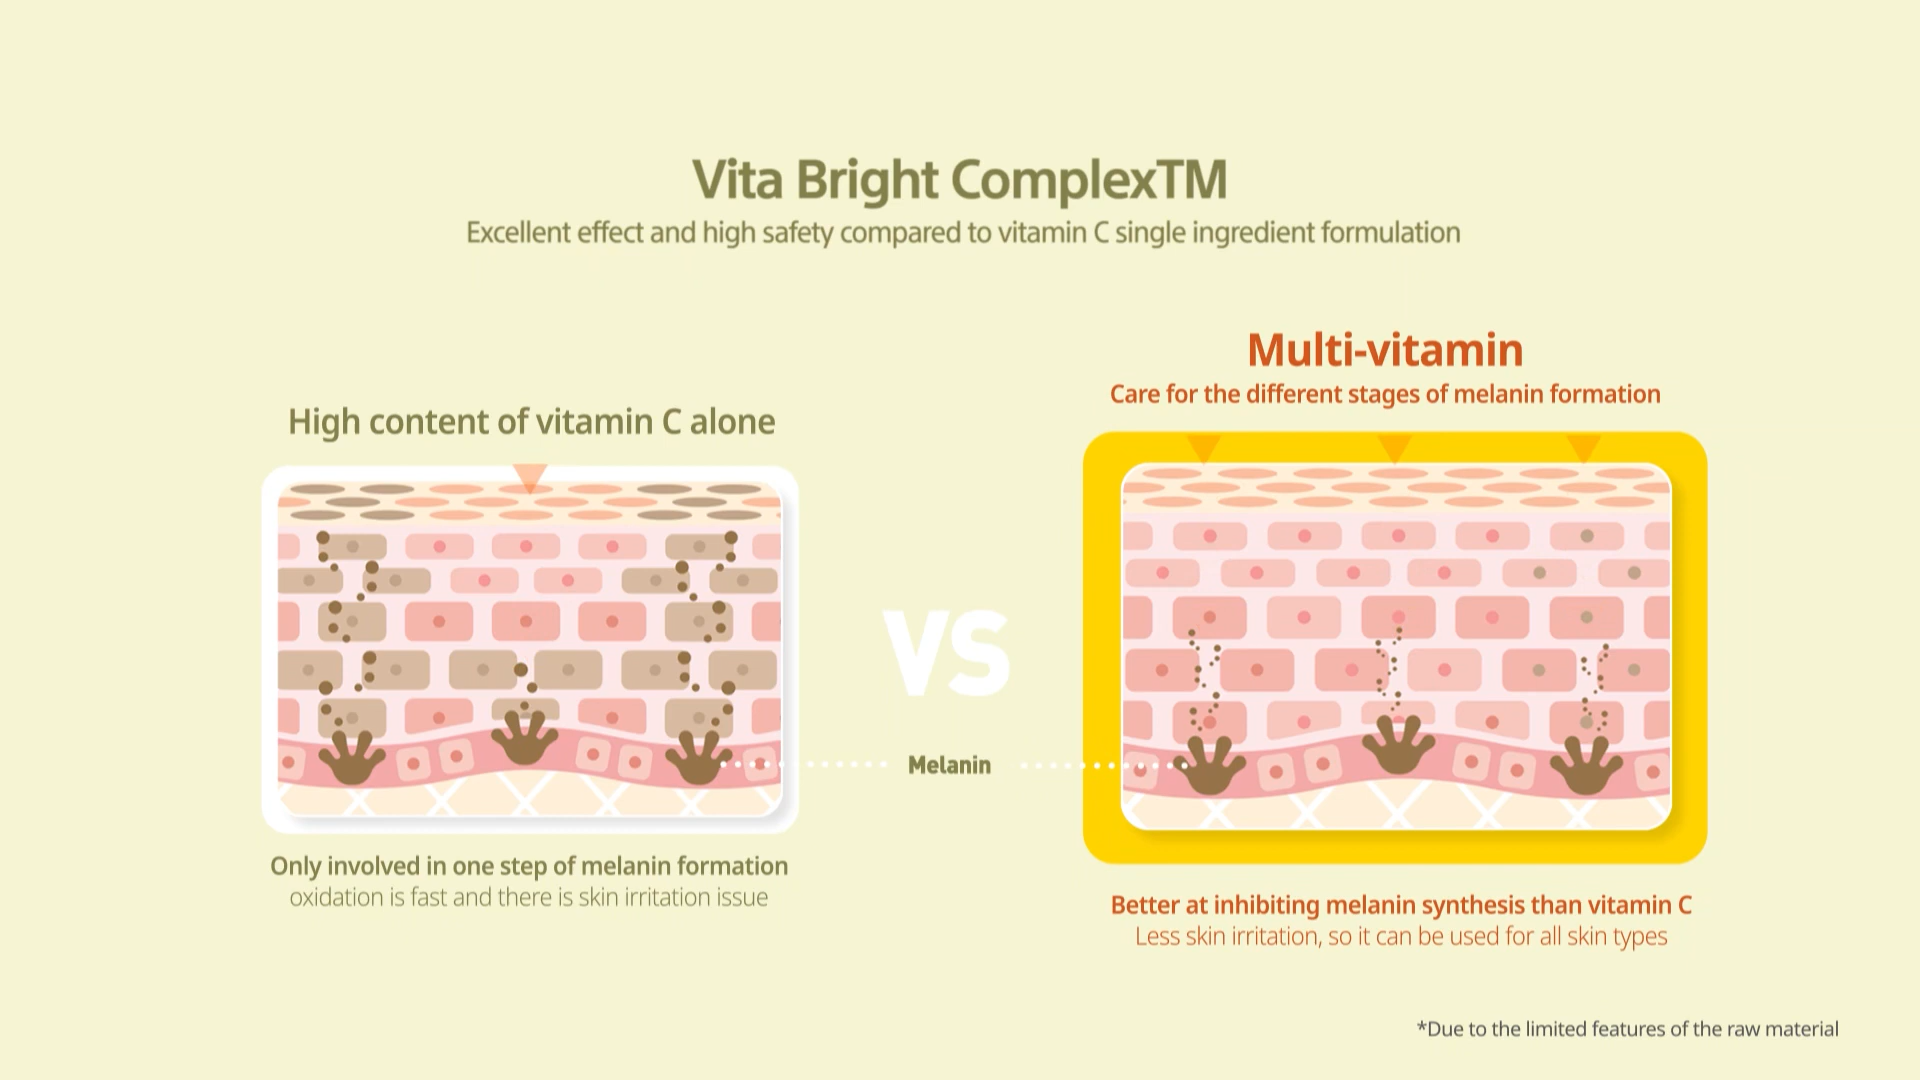 Vita Bright ComplexTM
Excellent effect and high safety compared to vitamin C single ingredient formulation
High content of vitamin C alone
Only involved in one step of melanin formation
oxidation is fast and there is skin irritation issue
VS
Melanin
Multi-vitamin
Care for the different stages of melanin formation
Better at inhibiting melanin synthesis than vitamin C
Less skin irritation, so it can be used for all skin types
*Due to the limited features of the raw material